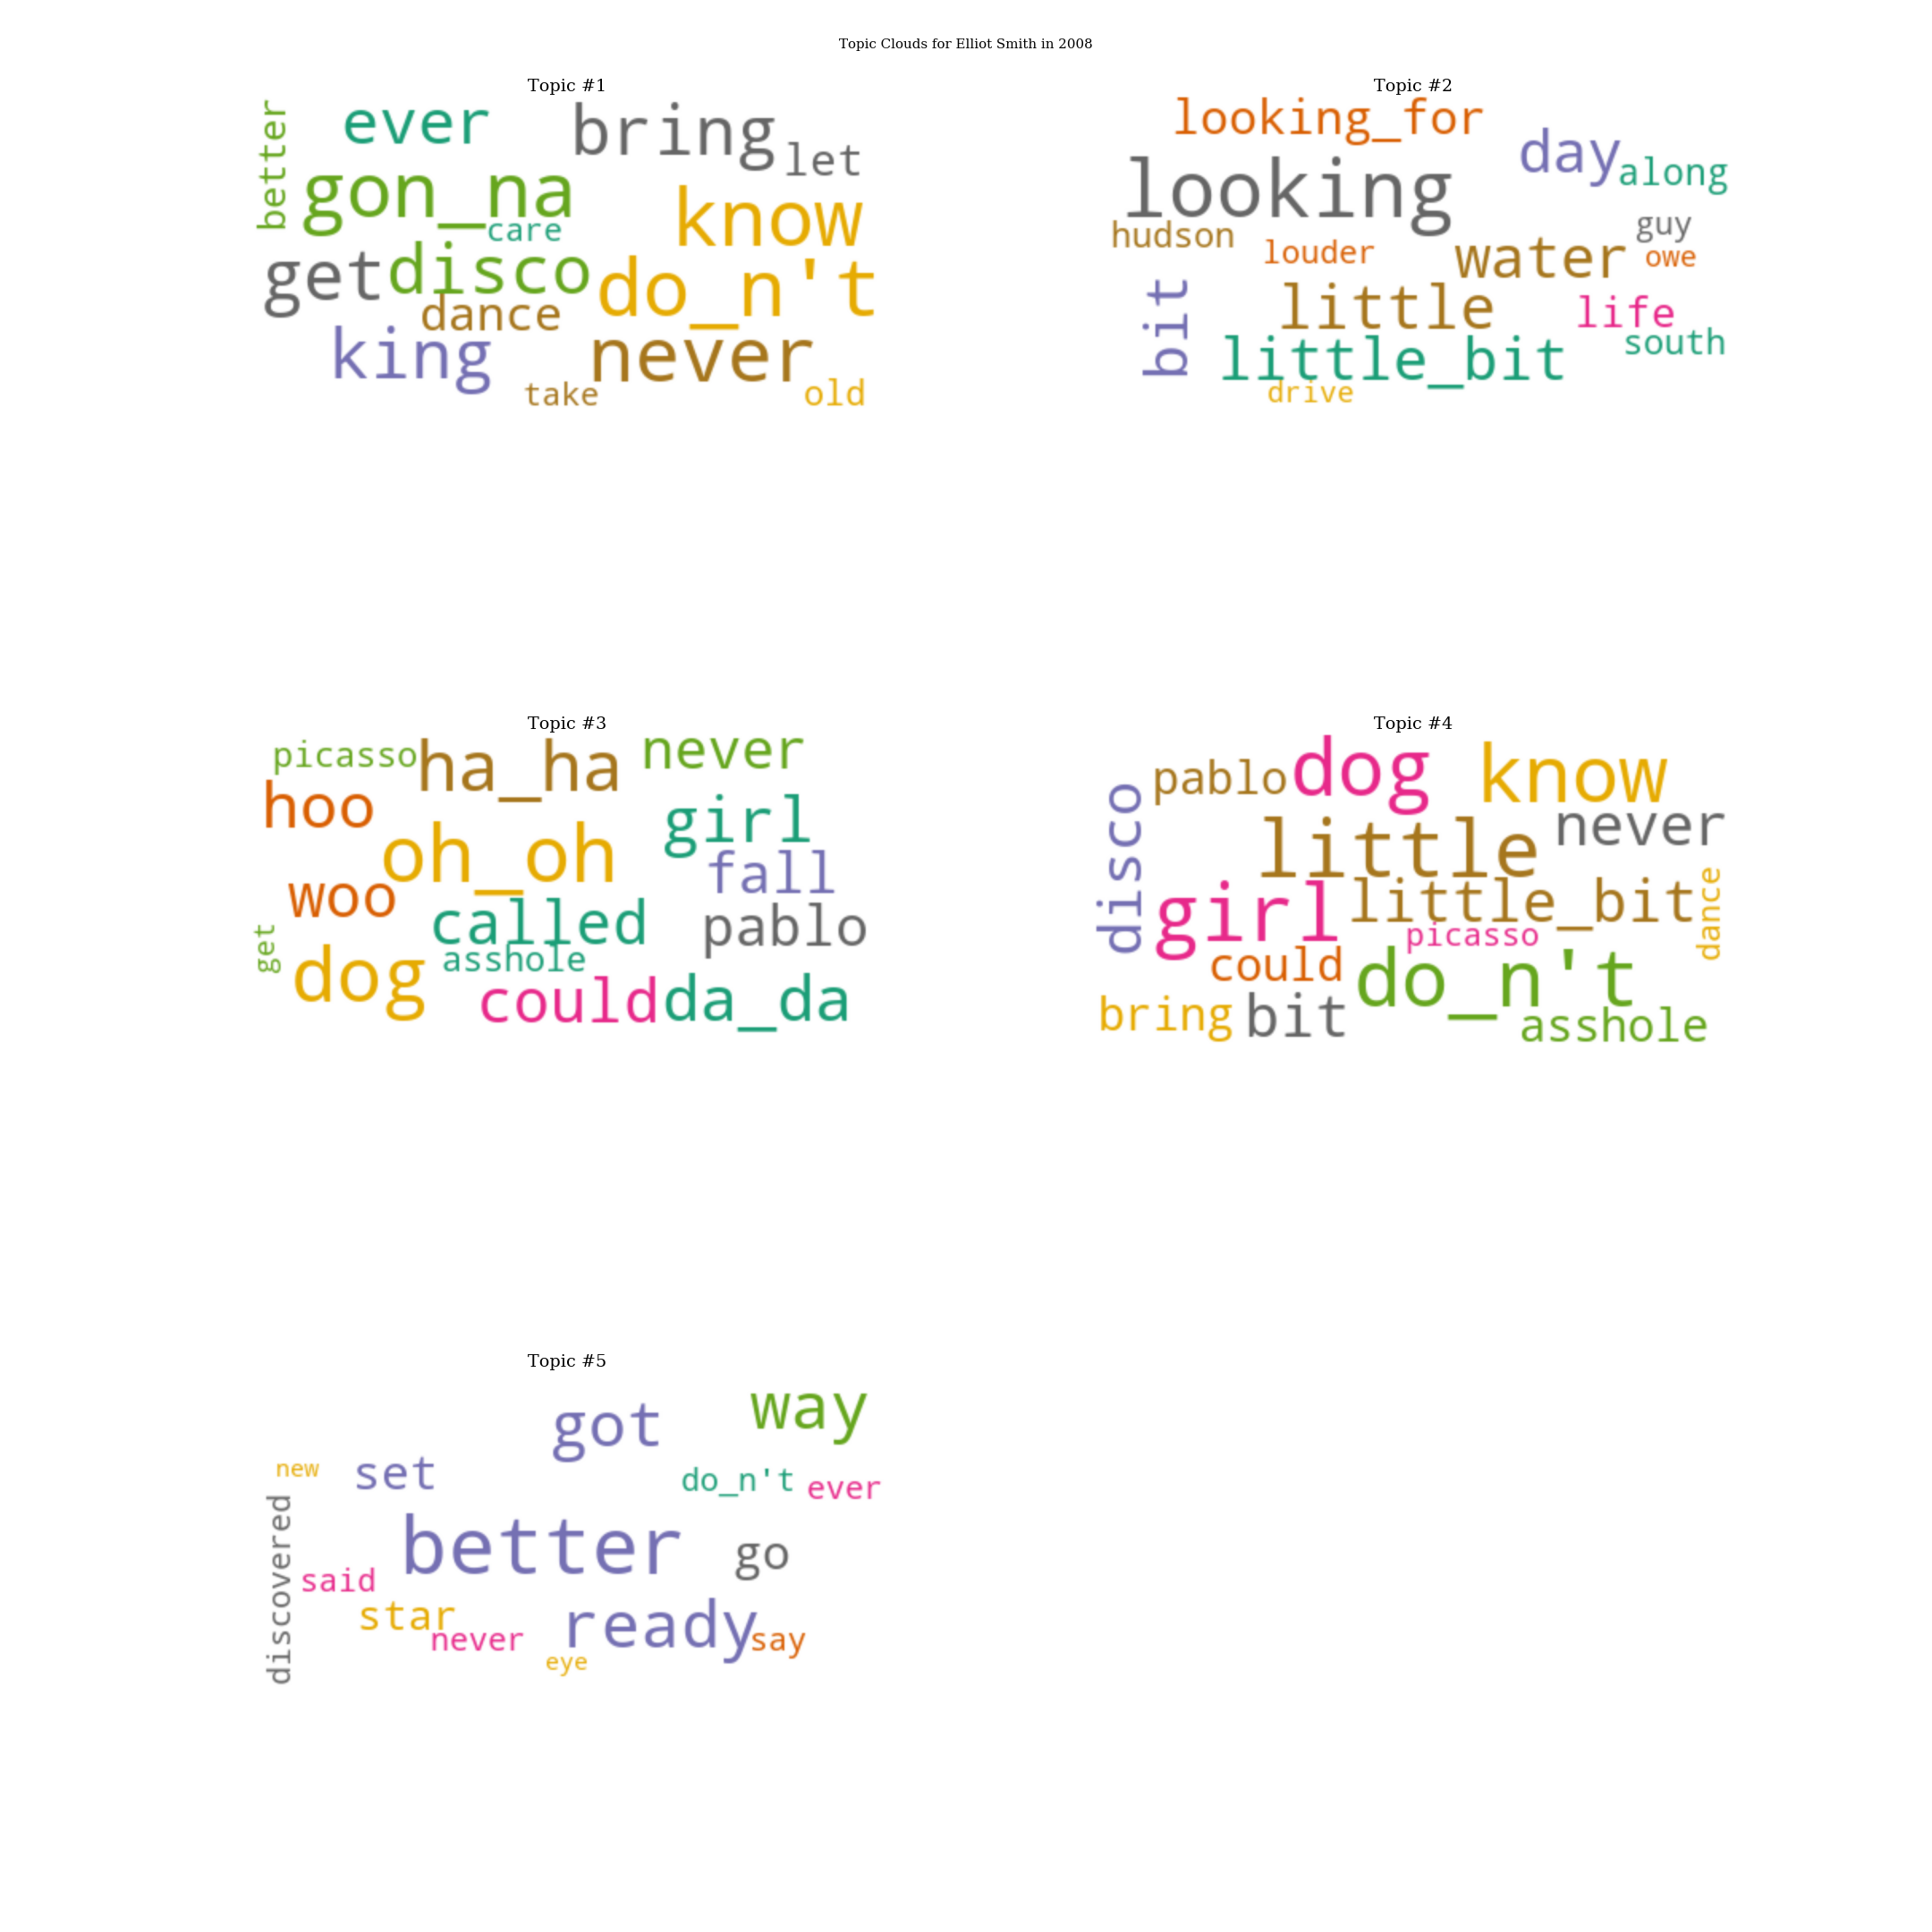 Topic Clouds for Elliot Smith in 2008
Topic #1
better
ever
bring
let
gon_na
care
know
get
disco
do_n't
dance
king
never
take
old
Topic #2
looking_for
day
along
looking
hudson
louder
guy
water
owe
bit
little
life
south
little_bit
drive
Topic #3
picasso
ha_ha
never
hoo
oh_oh
girl
fall
woo
called
pablo
get
asshole
dog
could
da_da
Topic #4
disco
pablo
dog
know
never
little
girl
little_bit
dance
picasso
could
do_n't
bring
bit
asshole
Topic #5
way
got
new
set
do_n't
ever
discovered
better
go
said
star
never
ready
say
eye